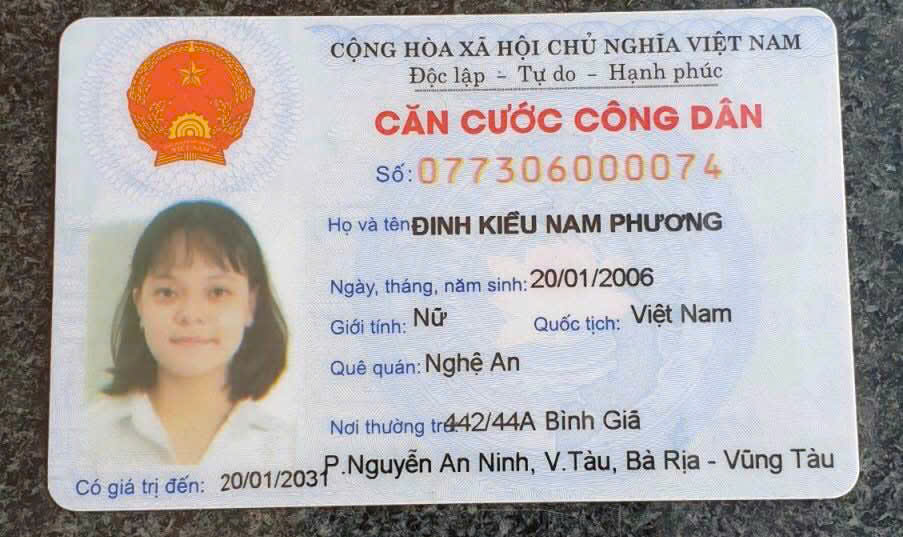 CỘNG HÒA XÃ HỘI CHỦ NGHĨA VIỆT NAM
Độc lập - Tự do - Hạnh phúc
CĂN CƯỚC CÔNG DÂN
Số: 077306000074
Họ và tên ĐINH KIỀU NAM PHƯƠNG
Ngày, tháng, năm sinh: 20/01/2006
Giới tính: Nữ Quốc tịch: Việt Nam
Quê quán: Nghệ An
Nơi thường trú: 442/44A Bình Giã
P.Nguyễn An Ninh, V.Tàu, Bà Rịa - Vũng Tàu
Có giá trị đến: 20/01/2031